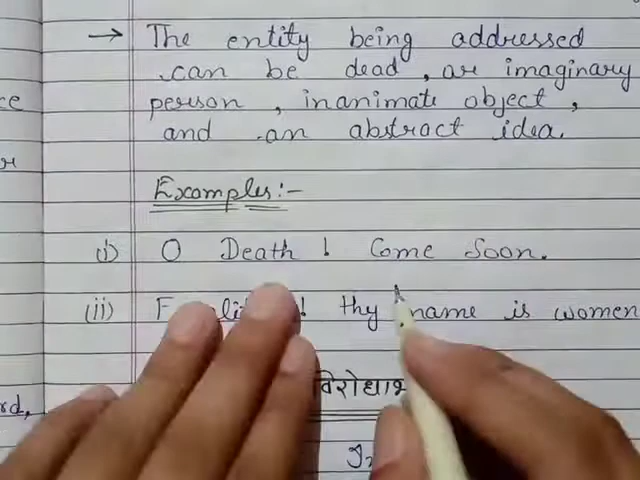 → The entity being addressed
can be dead, or imaginary
person, inanimate object,
and an abstract idea.
Examples:-
(i) O Death ! Come Soon.
(ii) ! thy name is women